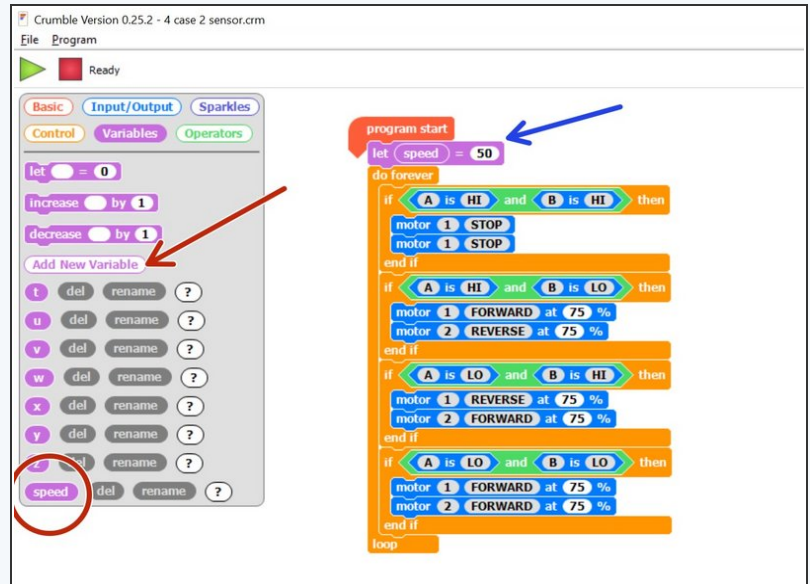 Crumble Version 0.25.2 - 4 case 2 sensor.crm
File Program
Ready
Basic Input/Output Sparkles
Control Variables Operators
let = 0
increase by 1
decrease by 1
Add New Variable
t del rename ?
u del rename ?
v del rename ?
w del rename ?
x del rename ?
y del rename ?
z del rename ?
speed del rename ?
program start
let speed = 50
do forever
if A is HI and B is HI then
motor 1 STOP
motor 1 STOP
end if
if A is HI and B is LO then
motor 1 FORWARD at 75 %
motor 2 REVERSE at 75 %
end if
if A is LO and B is HI then
motor 1 REVERSE at 75 %
motor 2 FORWARD at 75 %
end if
if A is LO and B is LO then
motor 1 FORWARD at 75 %
motor 2 FORWARD at 75 %
end if
loop